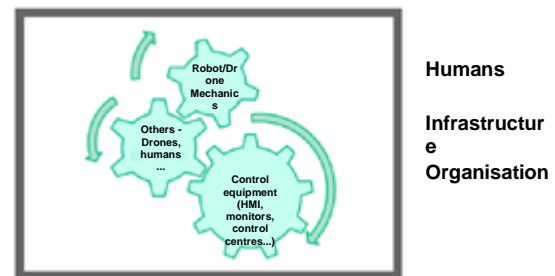 Robot/Dr
one
Mechanic
s
Others -
Drones,
humans
...
Control
equipment
(HMI,
monitors,
control
centres...)
Humans
Infrastructur
e
Organisation